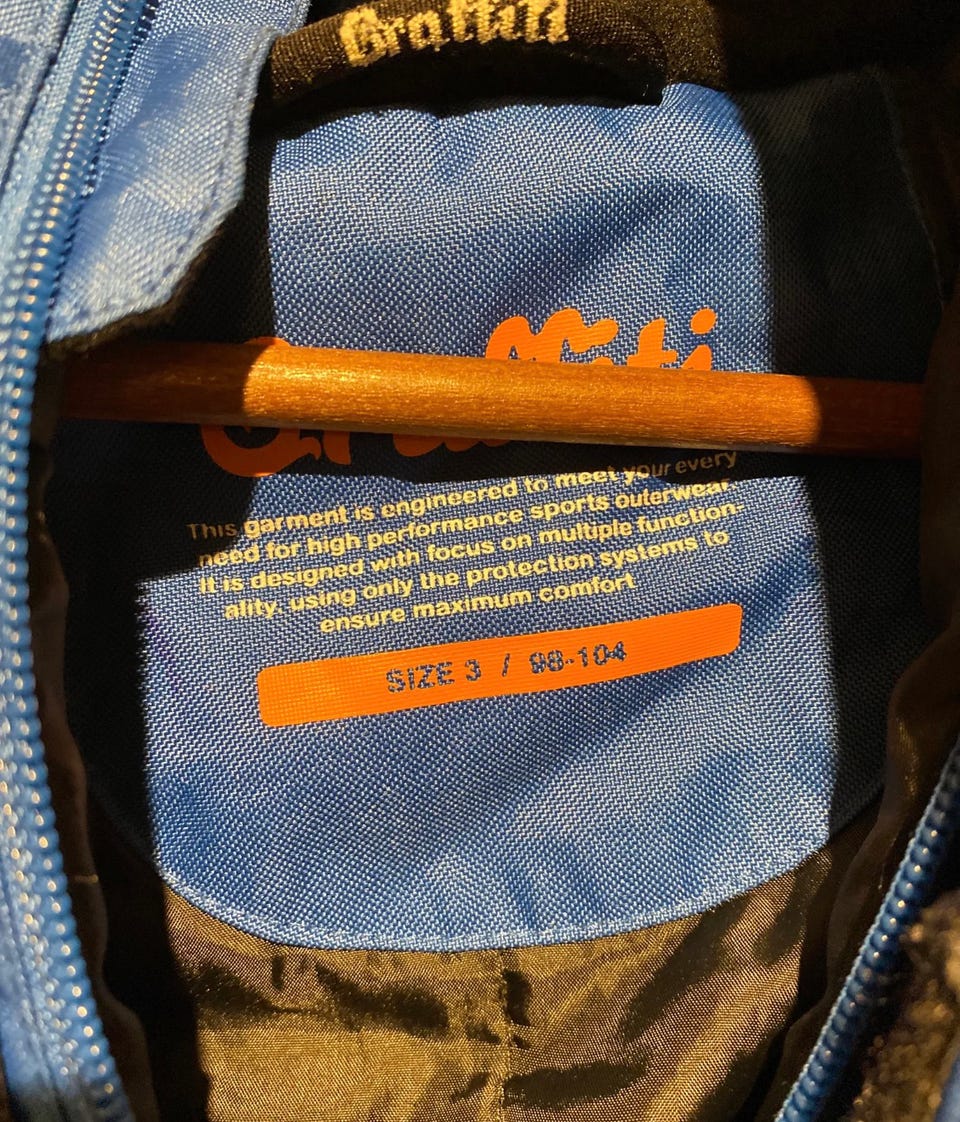 Graffiti
Graffiti
This garment is engineered to meet your every
need for high performance sports outerwear
It is designed with focus on multiple function-
ality, using only the protection systems to
ensure maximum comfort
SIZE 3 / 98-104